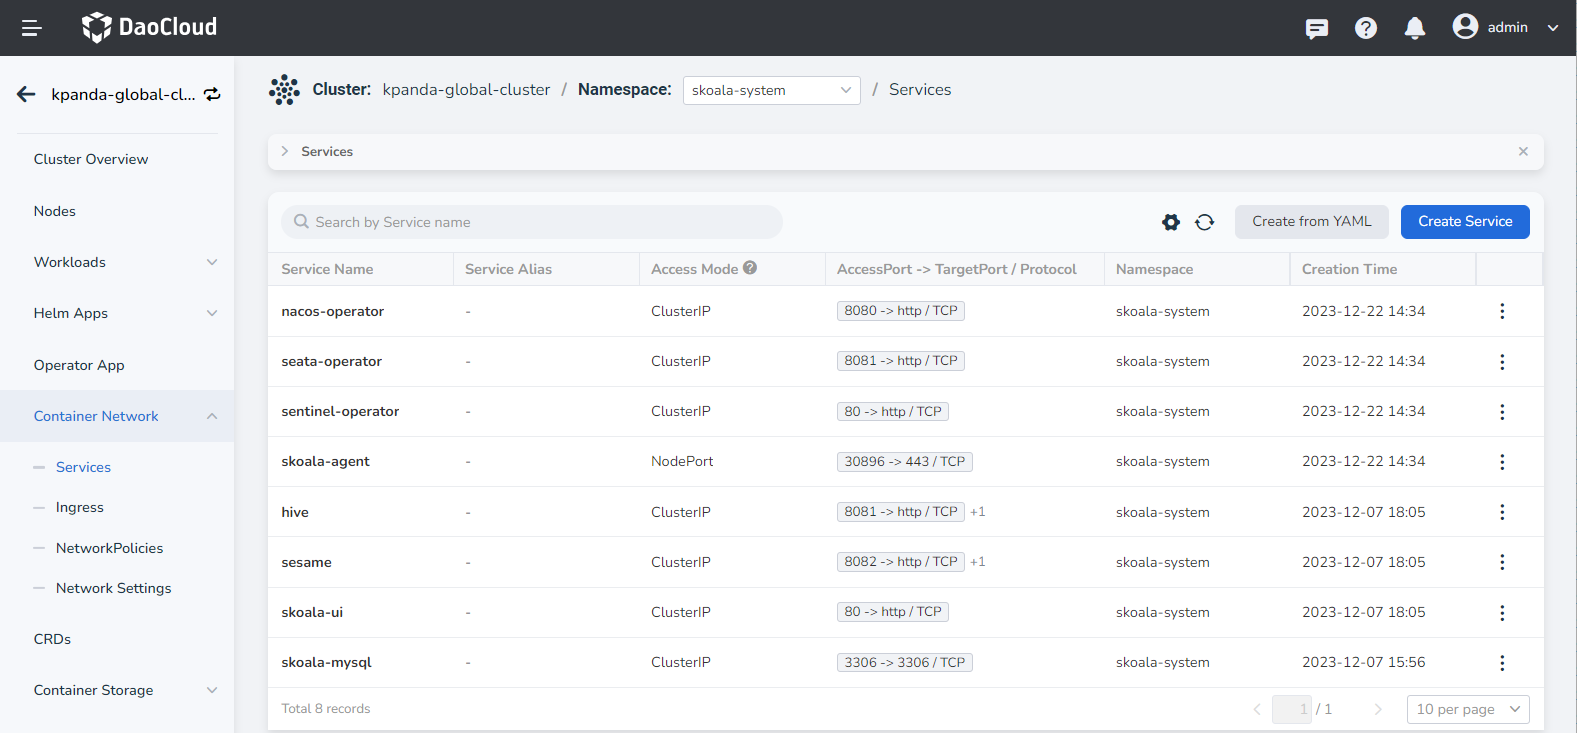 DaoCloud
admin
kpanda-global-cl...
Cluster: kpanda-global-cluster / Namespace: skoala-system / Services
Cluster Overview
Nodes
Workloads
Helm Apps
Operator App
Container Network
Services
Ingress
NetworkPolicies
Network Settings
CRDs
Container Storage
Services
Search by Service name
Create from YAML
Create Service
Service Name Service Alias Access Mode AccessPort -> TargetPort / Protocol Namespace Creation Time
nacos-operator - ClusterIP 8080 -> http / TCP skoala-system 2023-12-22 14:34
seata-operator - ClusterIP 8081 -> http / TCP skoala-system 2023-12-22 14:34
sentinel-operator - ClusterIP 80 -> http / TCP skoala-system 2023-12-22 14:34
skoala-agent - NodePort 30896 -> 443 / TCP skoala-system 2023-12-22 14:34
hive - ClusterIP 8081 -> http / TCP +1 skoala-system 2023-12-07 18:05
sesame - ClusterIP 8082 -> http / TCP +1 skoala-system 2023-12-07 18:05
skoala-ui - ClusterIP 80 -> http / TCP skoala-system 2023-12-07 18:05
skoala-mysql - ClusterIP 3306 -> 3306 / TCP skoala-system 2023-12-07 15:56
Total 8 records
1 / 1
10 per page